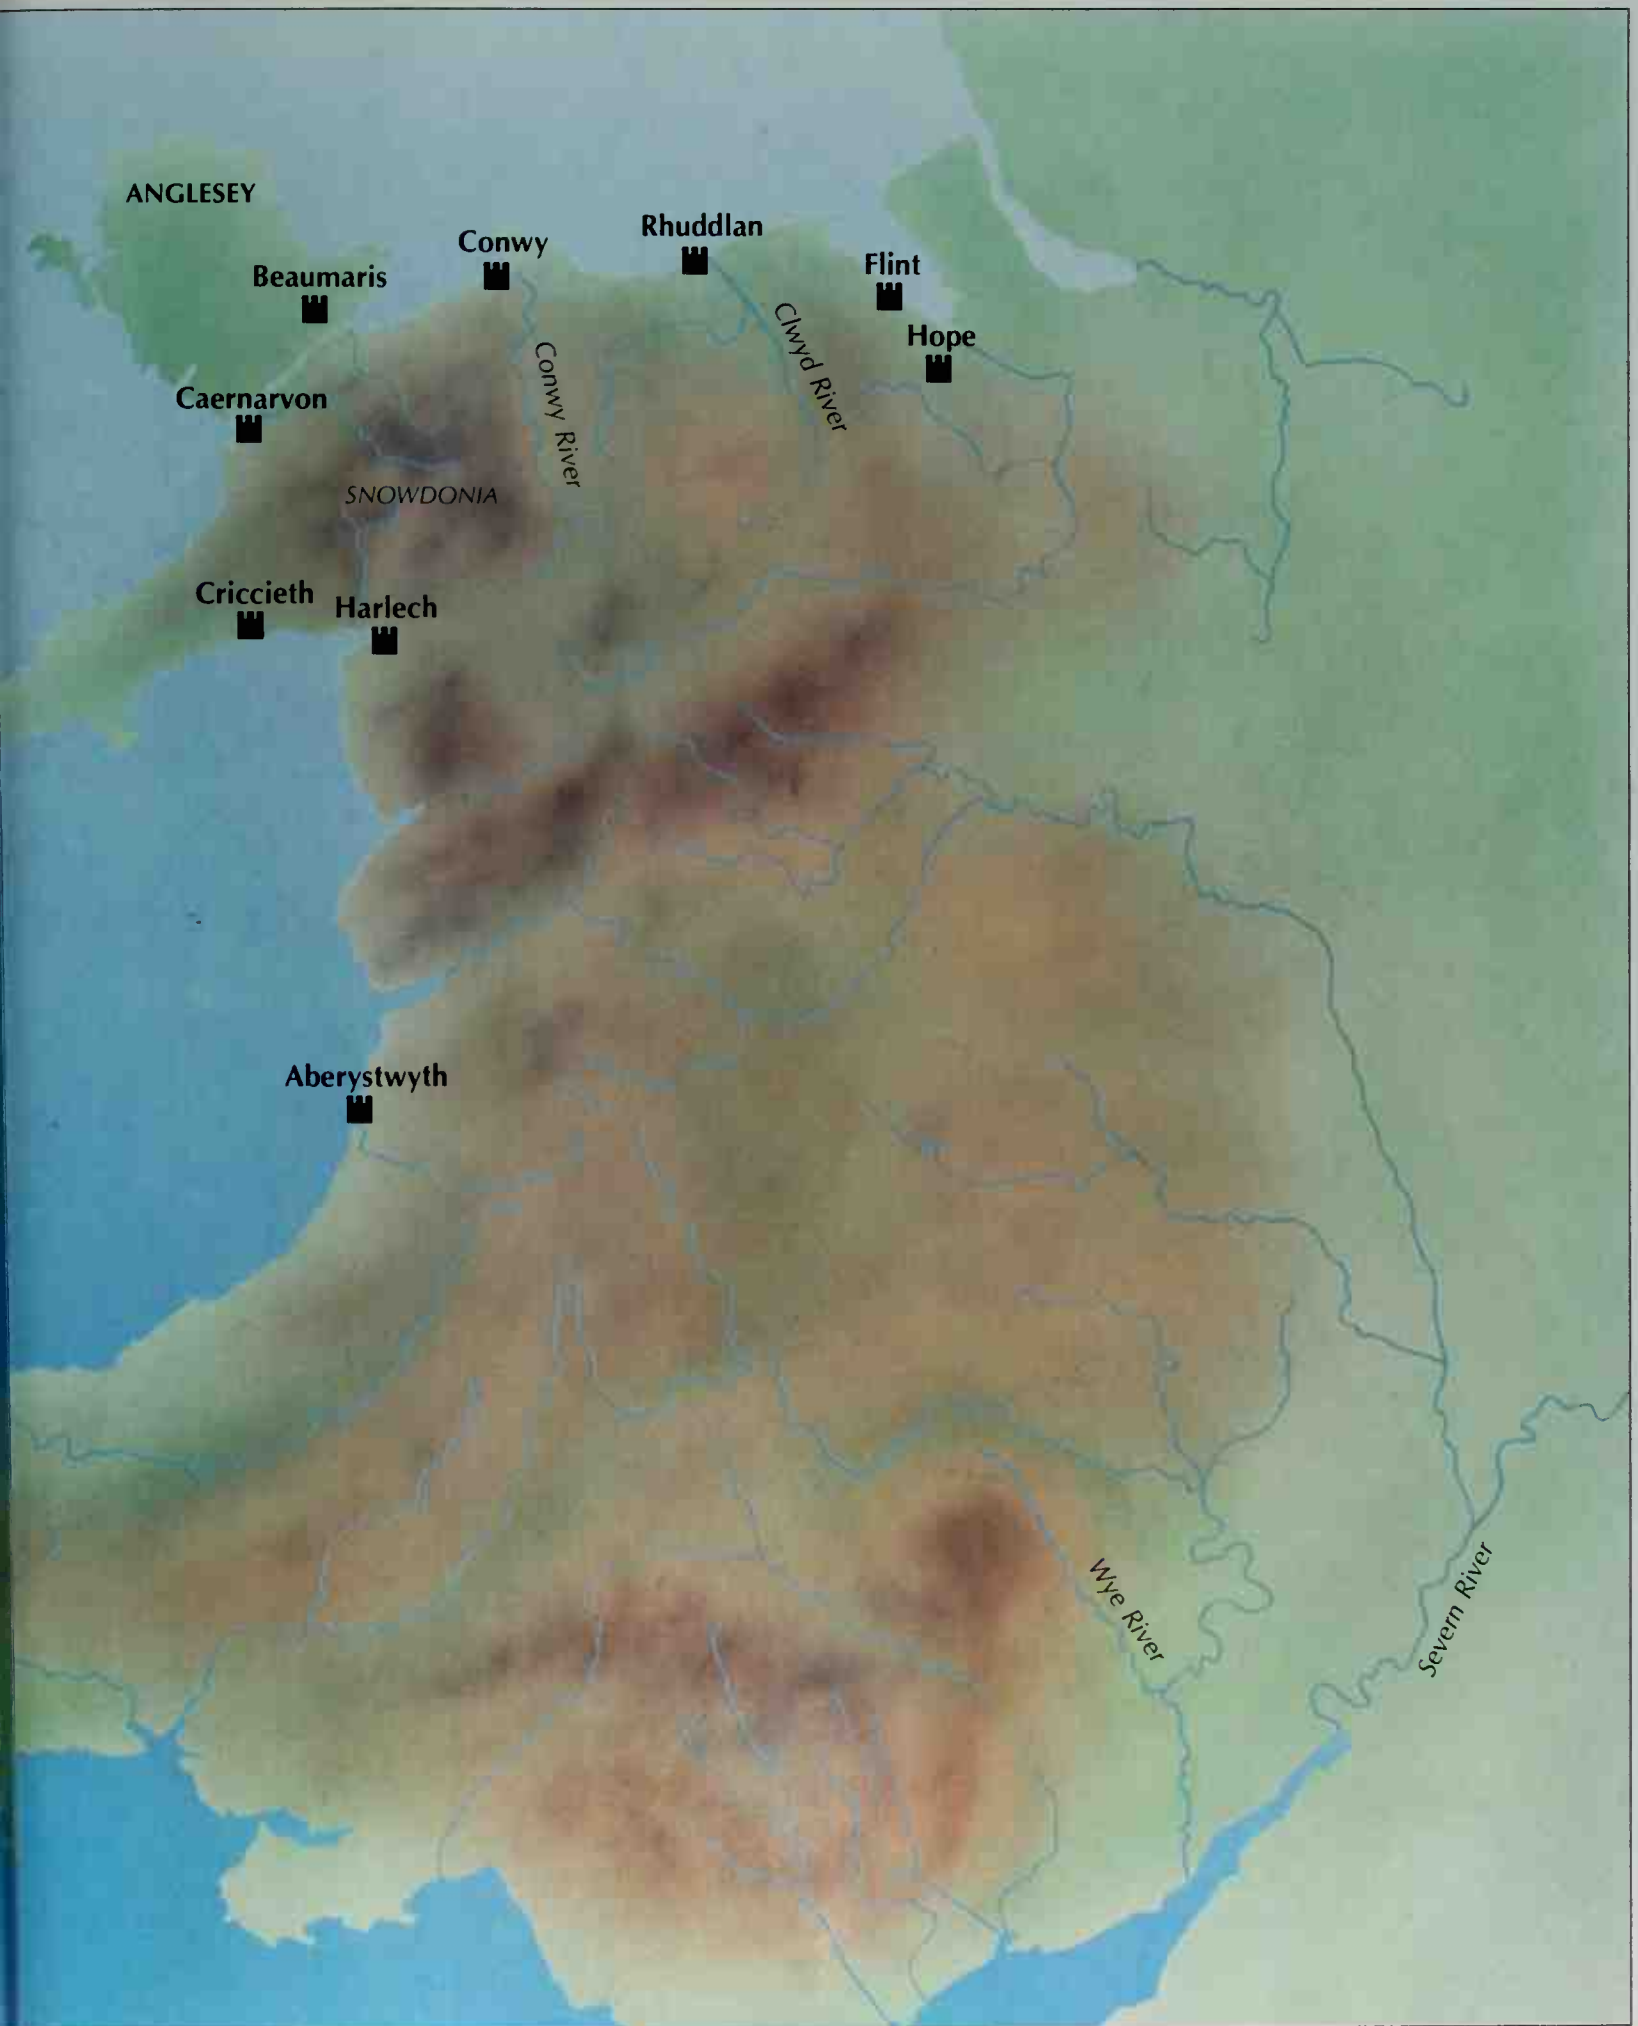 ANGLESEY
Rhuddlan
Conwy
Flint
Beaumaris
Hope
Clwyd River
Conwy River
Caernarvon
SNOWDONIA
Criccieth
Harlech
Aberystwyth
Wye River
Severn River